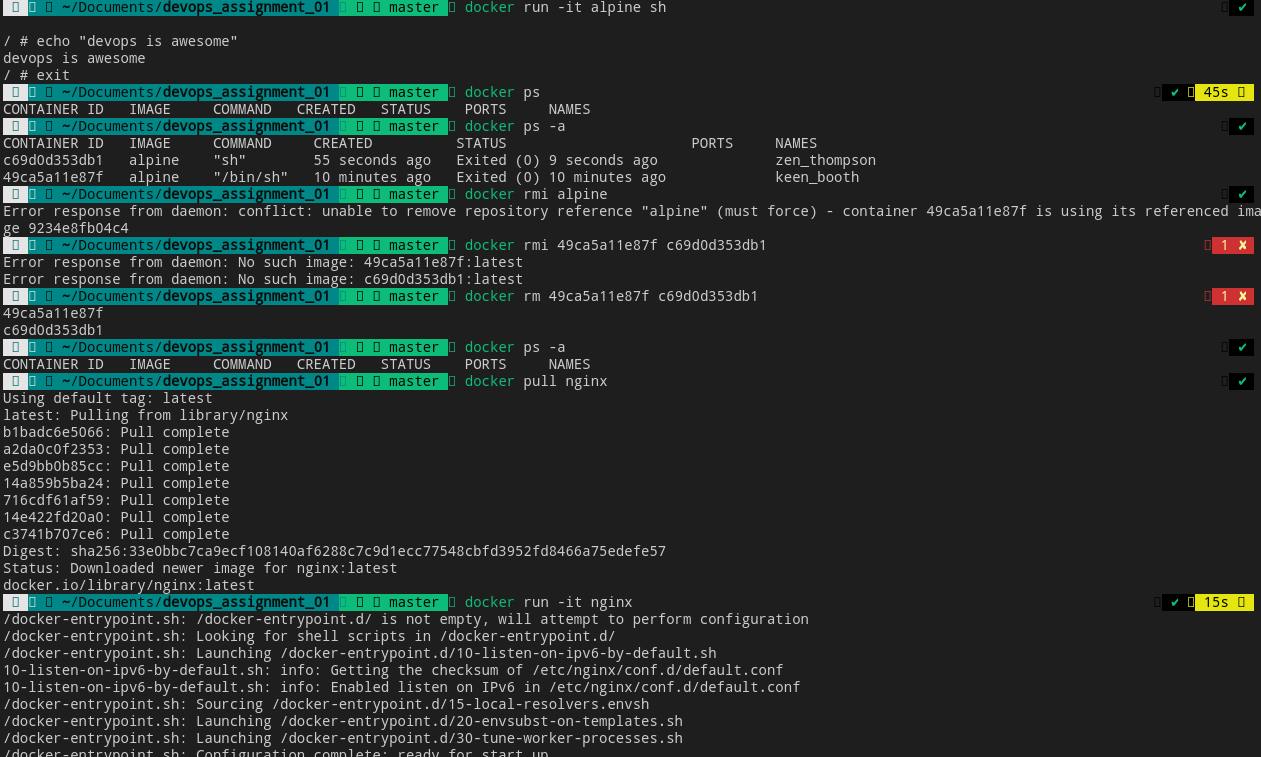 ~/Documents/devops_assignment_01 master docker run -it alpine sh ✔
/ # echo "devops is awesome"
devops is awesome
/ # exit
~/Documents/devops_assignment_01 master docker ps ✔ 45s
CONTAINER ID   IMAGE     COMMAND   CREATED   STATUS    PORTS     NAMES
~/Documents/devops_assignment_01 master docker ps -a ✔
CONTAINER ID   IMAGE     COMMAND     CREATED          STATUS                      PORTS     NAMES
c69d0d353db1   alpine    "sh"        55 seconds ago   Exited (0) 9 seconds ago              zen_thompson
49ca5a11e87f   alpine    "/bin/sh"   10 minutes ago   Exited (0) 10 minutes ago             keen_booth
~/Documents/devops_assignment_01 master docker rmi alpine ✔
Error response from daemon: conflict: unable to remove repository reference "alpine" (must force) - container 49ca5a11e87f is using its referenced ima
ge 9234e8fb04c4
~/Documents/devops_assignment_01 master docker rmi 49ca5a11e87f c69d0d353db1 1 ✘
Error response from daemon: No such image: 49ca5a11e87f:latest
Error response from daemon: No such image: c69d0d353db1:latest
~/Documents/devops_assignment_01 master docker rm 49ca5a11e87f c69d0d353db1 1 ✘
49ca5a11e87f
c69d0d353db1
~/Documents/devops_assignment_01 master docker ps -a ✔
CONTAINER ID   IMAGE     COMMAND   CREATED   STATUS    PORTS     NAMES
~/Documents/devops_assignment_01 master docker pull nginx ✔
Using default tag: latest
latest: Pulling from library/nginx
b1badc6e5066: Pull complete
a2da0c0f2353: Pull complete
e5d9bb0b85cc: Pull complete
14a859b5ba24: Pull complete
716cdf61af59: Pull complete
14e422fd20a0: Pull complete
c3741b707ce6: Pull complete
Digest: sha256:33e0bbc7ca9ecf108140af6288c7c9d1ecc77548cbfd3952fd8466a75edefe57
Status: Downloaded newer image for nginx:latest
docker.io/library/nginx:latest
~/Documents/devops_assignment_01 master docker run -it nginx ✔ 15s
/docker-entrypoint.sh: /docker-entrypoint.d/ is not empty, will attempt to perform configuration
/docker-entrypoint.sh: Looking for shell scripts in /docker-entrypoint.d/
/docker-entrypoint.sh: Launching /docker-entrypoint.d/10-listen-on-ipv6-by-default.sh
10-listen-on-ipv6-by-default.sh: info: Getting the checksum of /etc/nginx/conf.d/default.conf
10-listen-on-ipv6-by-default.sh: info: Enabled listen on IPv6 in /etc/nginx/conf.d/default.conf
/docker-entrypoint.sh: Sourcing /docker-entrypoint.d/15-local-resolvers.envsh
/docker-entrypoint.sh: Launching /docker-entrypoint.d/20-envsubst-on-templates.sh
/docker-entrypoint.sh: Launching /docker-entrypoint.d/30-tune-worker-processes.sh
/docker-entrypoint.sh: Configuration complete; ready for start up